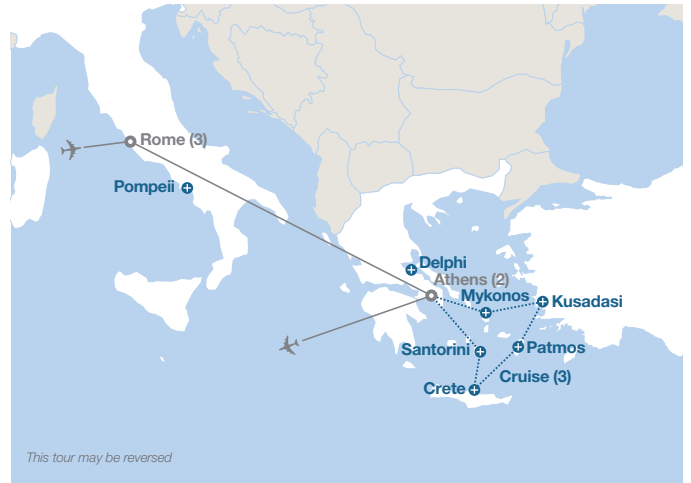 Rome (3)
Pompeii
Delphi
Athens (2)
Mykonos
Kusadasi
Santorini
Patmos
Cruise (3)
Crete
This tour may be reversed